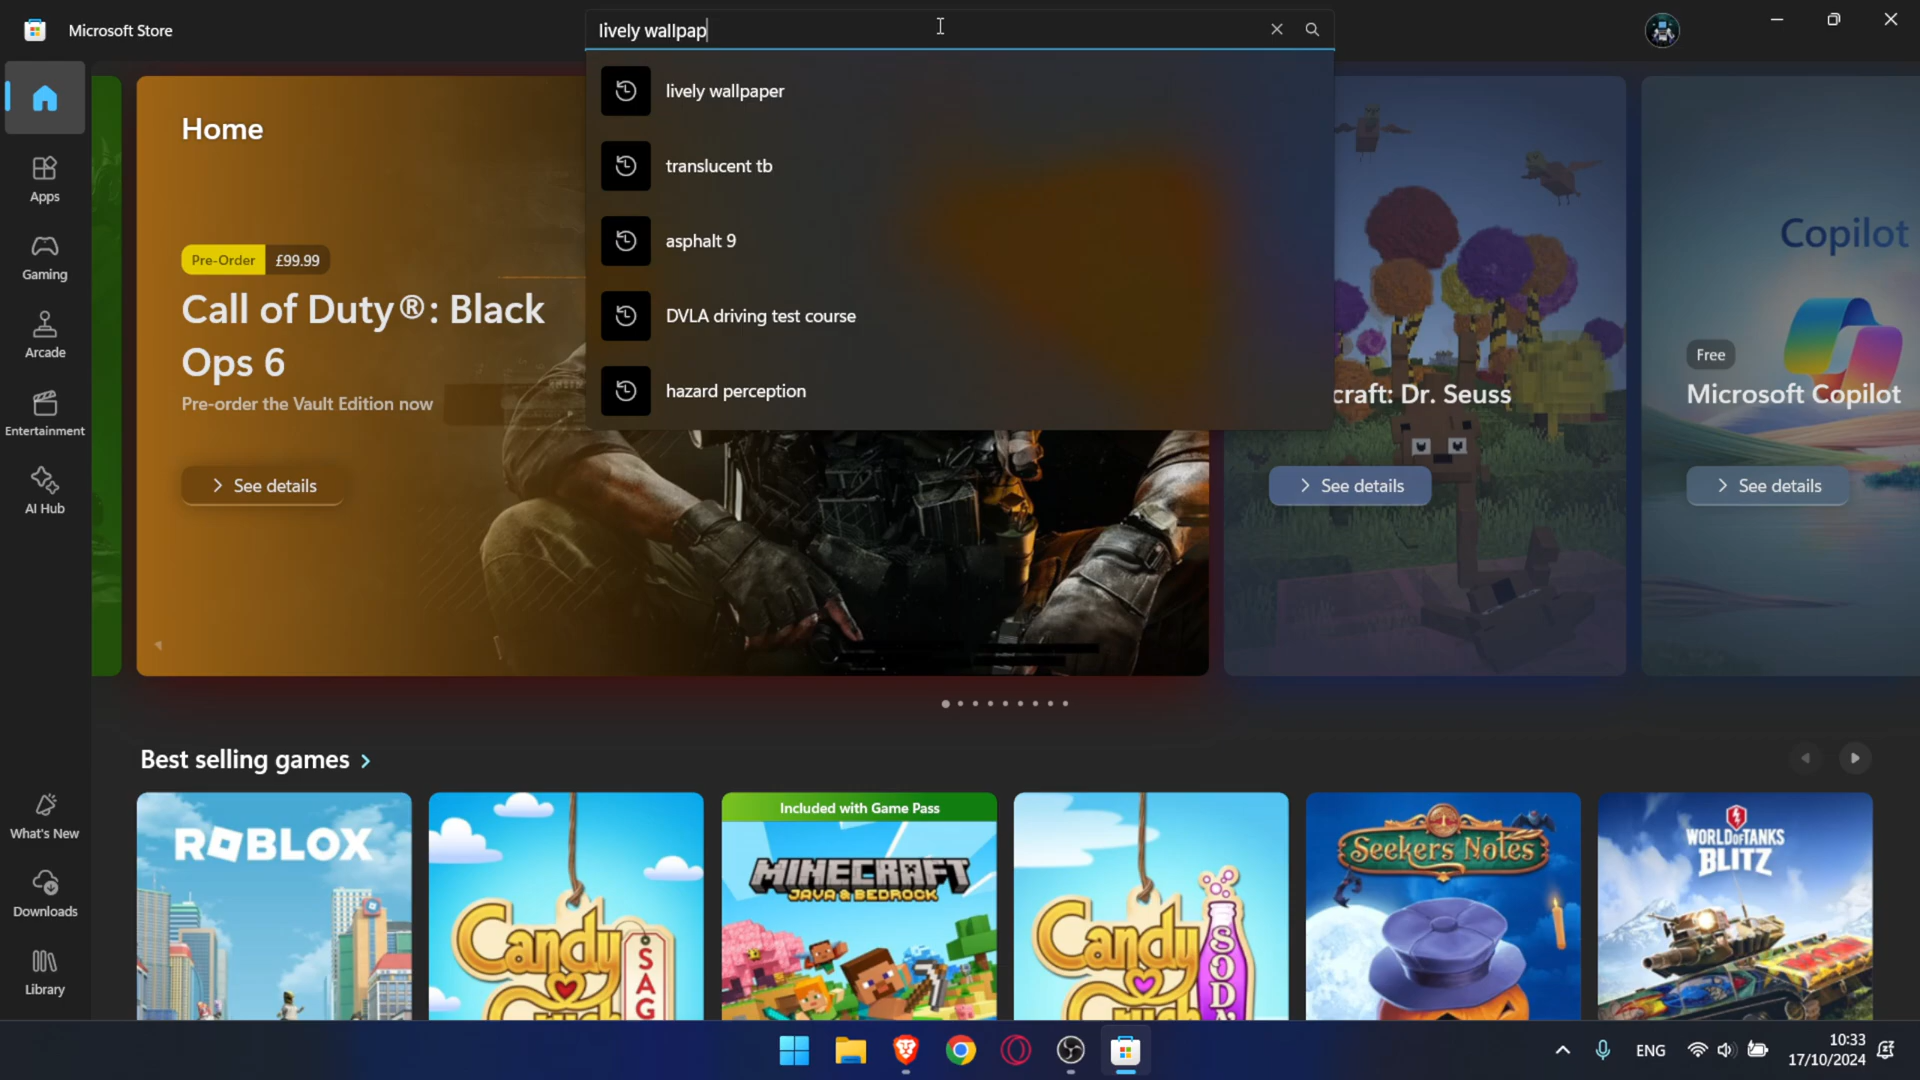 Microsoft Store
lively wallpap
lively wallpaper
translucent tb
asphalt 9
DVLA driving test course
hazard perception
Apps
Gaming
Arcade
Entertainment
AI Hub
What's New
Downloads
Library
Home
Pre-Order £99.99
Call of Duty®: Black
Ops 6
Pre-order the Vault Edition now
See details
craft: Dr. Seuss
See details
Copilot
Free
Microsoft Copilot
See details
Best selling games
ROBLOX
Candy
SAG
Included with Game Pass
MINECRAFT
JAVA & BEDROCK
Candy
SODA
Seekers Notes
WORLD OF TANKS
BLITZ
ENG
10:33
17/10/2024